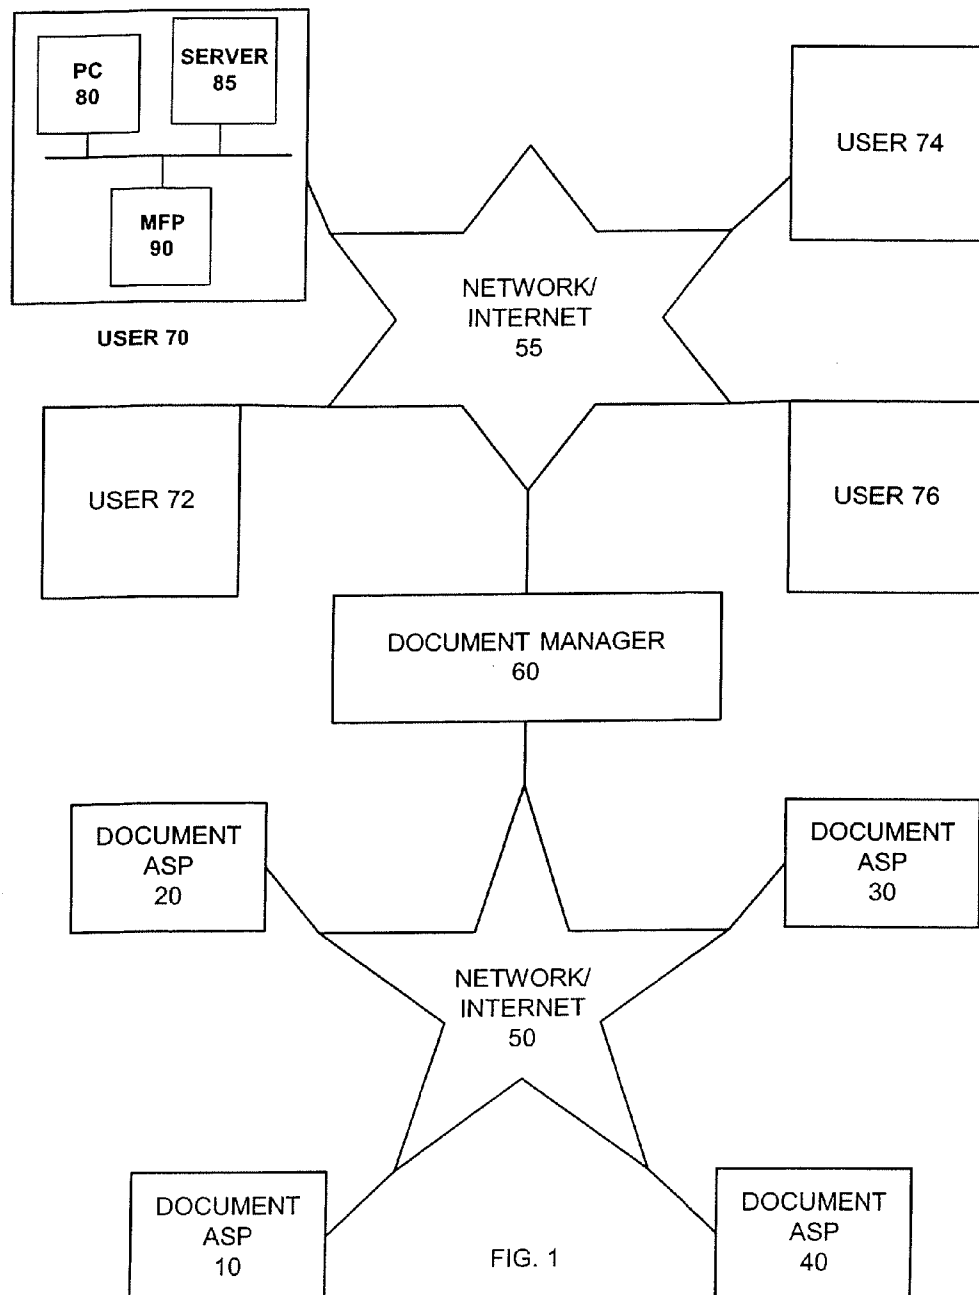 PC
80
SERVER
85
MFP
90
USER 70
USER 74
NETWORK/
INTERNET
55
USER 72
USER 76
DOCUMENT MANAGER
60
DOCUMENT
ASP
20
DOCUMENT
ASP
30
NETWORK/
INTERNET
50
DOCUMENT
ASP
10
DOCUMENT
ASP
40
FIG. 1